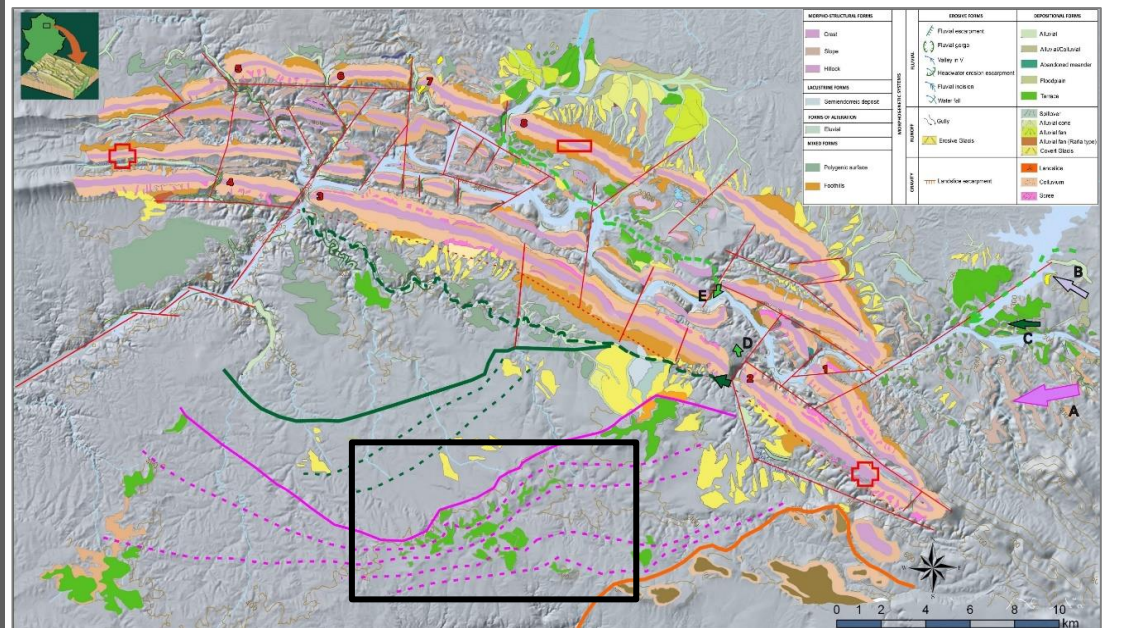 MORPHO-STRUCTURAL FORMS
Crest
Slope
Hillock
LACUSTRINE FORMS
FORMS OF ALTERATION
Eluvial
MIXED FORMS
Polygenic surface
Foothills
MORPHOGENETIC SYSTEMS
FLUVIAL
RUNOFF
GRAVITY
EROSIVE FORMS
Fluvial escarpment
Fluvial gorge
Valley in V
Headwater erosion escarpment
Fluvial incision
Water fall
Gully
Erosive Glacis
Landslide escarpment
DEPOSITIONAL FORMS
Alluvial
Alluvial/Colluvial
Abandoned meander
Floodplain
Terrace
Spillover
Alluvial cone
Alluvial fan
Alluvial fan (Raña type)
Covert Glacis
Landslide
Colluvium
Scree
5
6
7
8
4
3
2
1
A
B
C
D
E
N
W
E
S
0 1 2 4 6 8 10
km